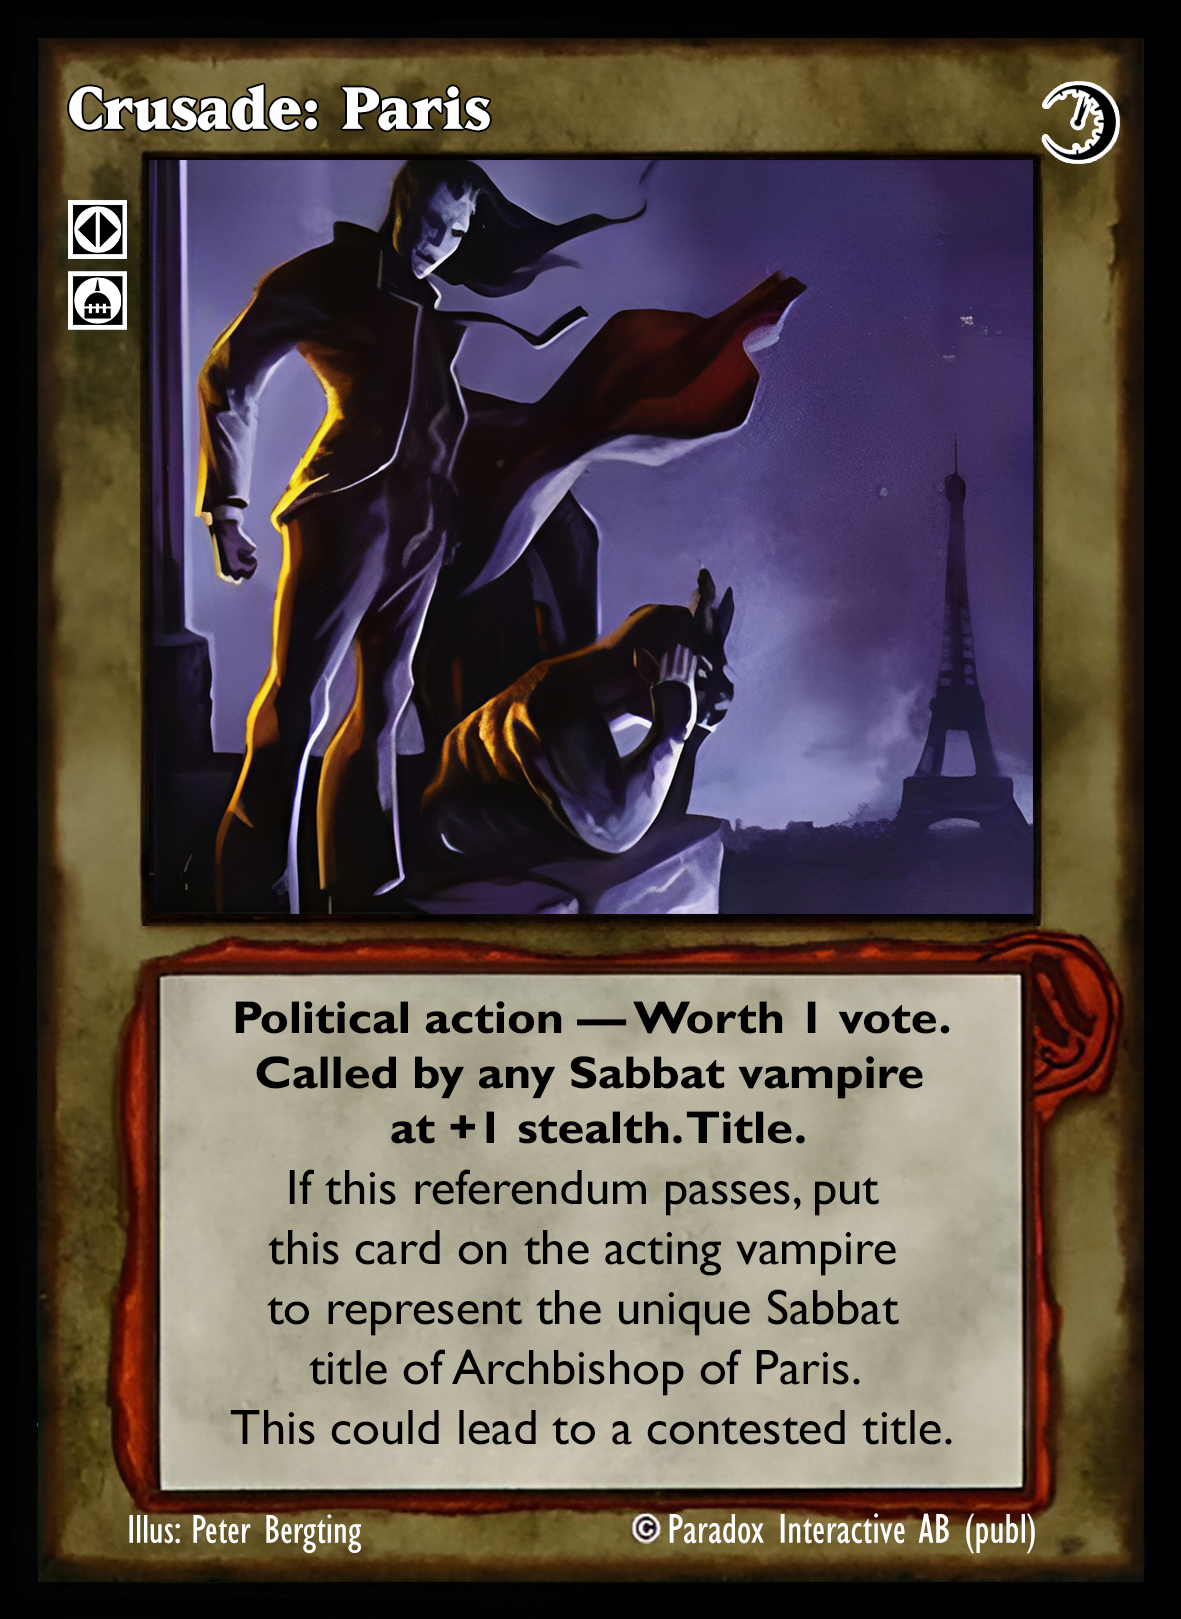 Crusade: Paris
Political action — Worth 1 vote.
Called by any Sabbat vampire
at +1 stealth. Title.
If this referendum passes, put
this card on the acting vampire
to represent the unique Sabbat
title of Archbishop of Paris.
This could lead to a contested title.
Illus: Peter Bergting
© Paradox Interactive AB (publ)